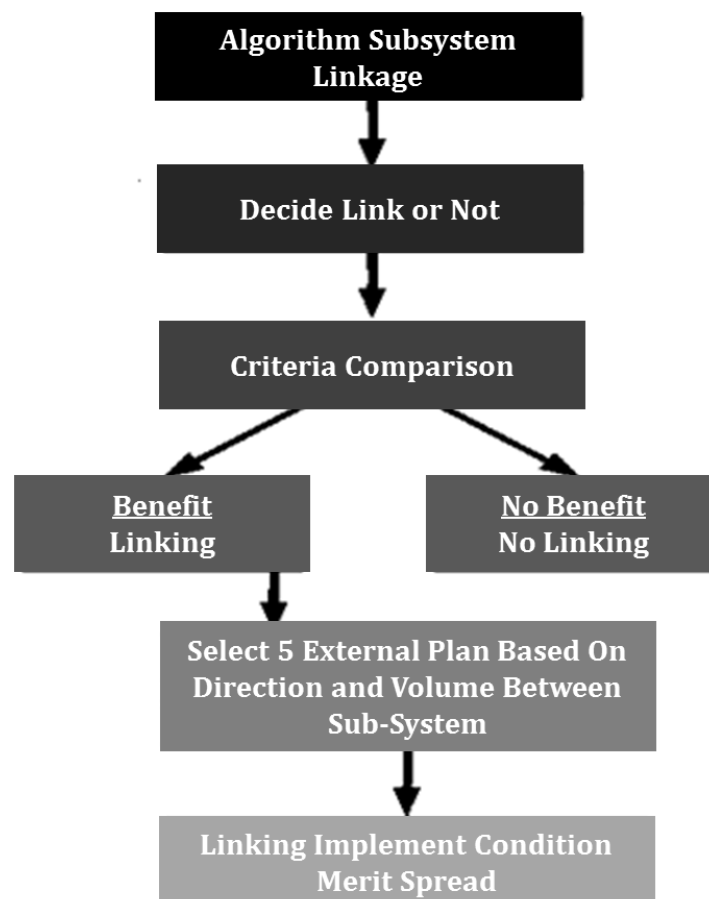 Algorithm Subsystem
Linkage
Decide Link or Not
Criteria Comparison
Benefit
Linking
No Benefit
No Linking
Select 5 External Plan Based On
Direction and Volume Between
Sub-System
Linking Implement Condition
Merit Spread